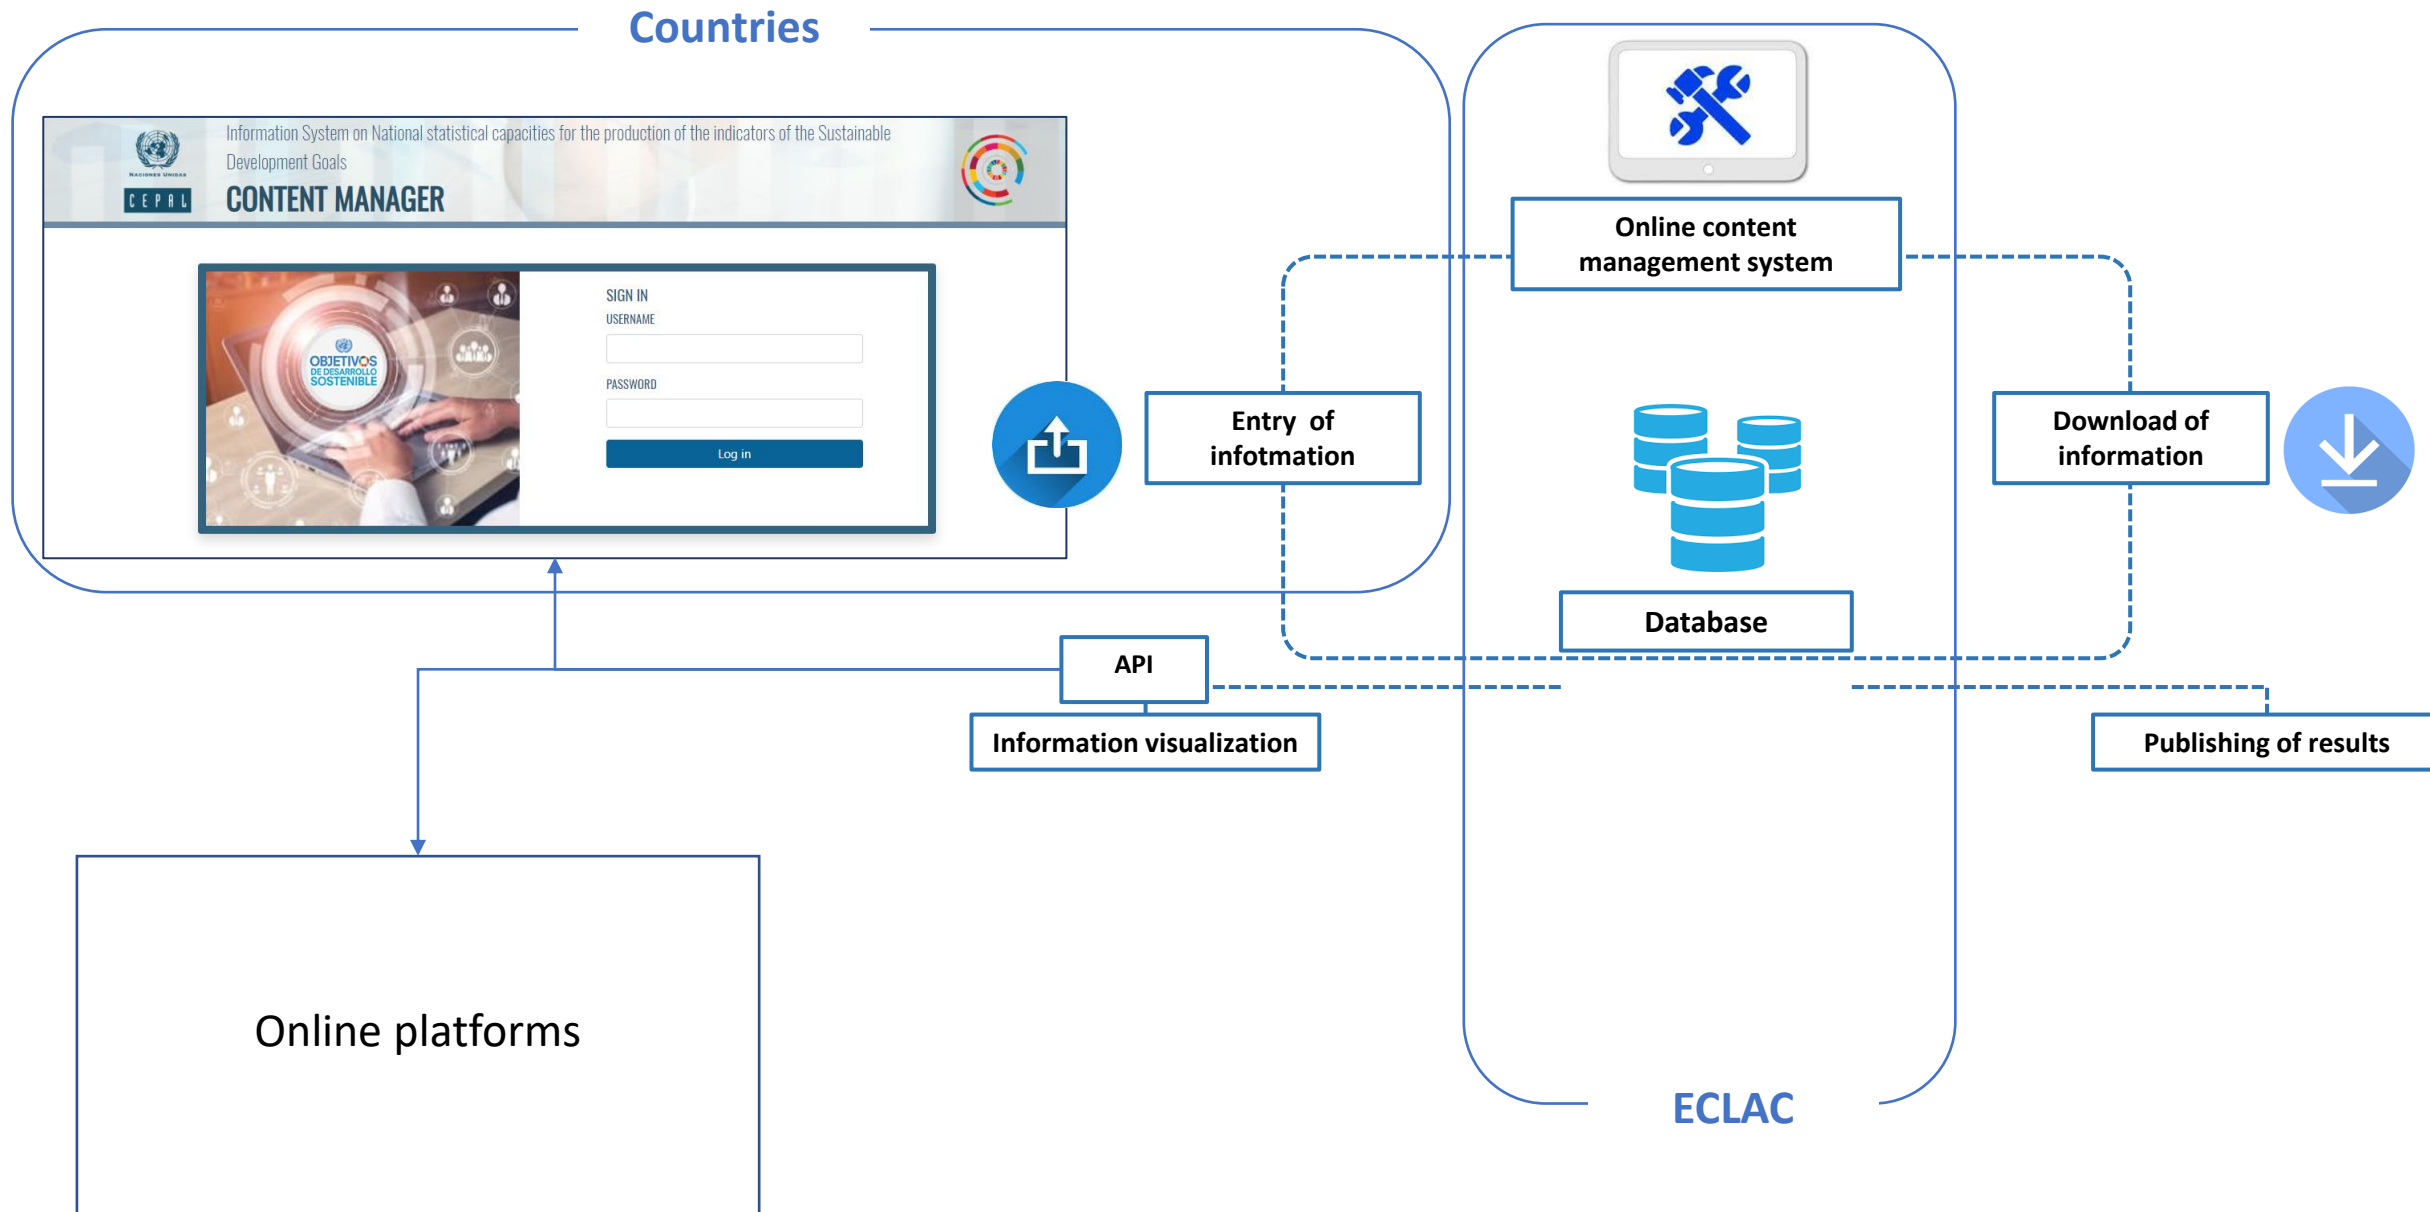 Countries
Information System on National statistical capacities for the production of the indicators of the Sustainable
Development Goals
NACIONES UNIDAS
CEPAL
CONTENT MANAGER
OBJETIVOS
DE DESARROLLO
SOSTENIBLE
SIGN IN
USERNAME
PASSWORD
Log in
Online content
management system
Entry of
infotmation
Download of
information
Database
API
Information visualization
Publishing of results
Online platforms
ECLAC